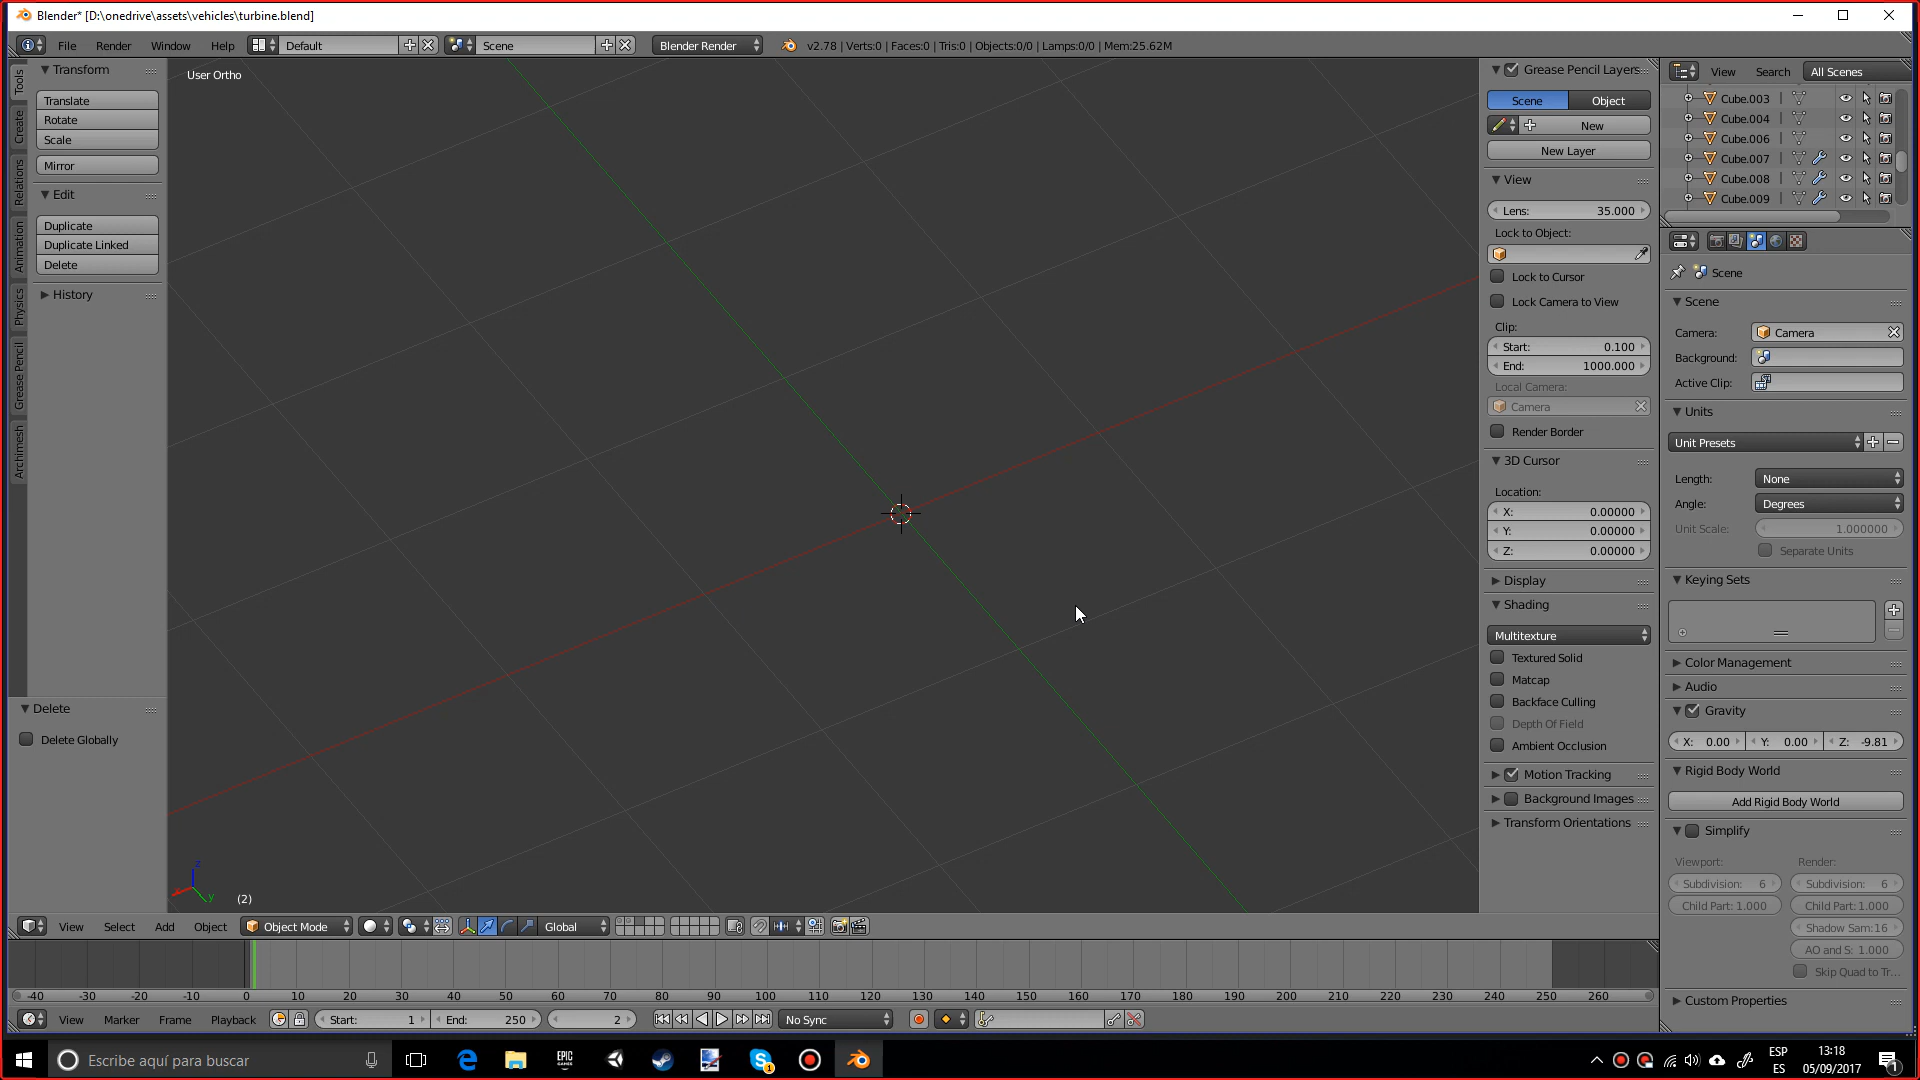 Blender* [D:\onedrive\assets\vehicles\turbine.blend]
File Render Window Help Default Scene Blender Render v2.78 | Verts:0 | Faces:0 | Tris:0 | Objects:0/0 | Lamps:0/0 | Mem:25.62M
Tools
Create
Relations
Animation
Physics
Grease Pencil
Archimesh
Transform
Translate
Rotate
Scale
Mirror
Edit
Duplicate
Duplicate Linked
Delete
History
Delete
Delete Globally
User Ortho
z
x
y
(2)
Grease Pencil Layers
Scene Object
New
New Layer
View
Lens: 35.000
Lock to Object:
Lock to Cursor
Lock Camera to View
Clip:
Start: 0.100
End: 1000.000
Local Camera:
Camera
Render Border
3D Cursor
Location:
X: 0.00000
Y: 0.00000
Z: 0.00000
Display
Shading
Multitexture
Textured Solid
Matcap
Backface Culling
Depth Of Field
Ambient Occlusion
Motion Tracking
Background Images
Transform Orientations
View Search All Scenes
Cube.003
Cube.004
Cube.006
Cube.007
Cube.008
Cube.009
Scene
Scene
Camera: Camera
Background:
Active Clip:
Units
Unit Presets
Length: None
Angle: Degrees
Unit Scale: 1.000000
Separate Units
Keying Sets
Color Management
Audio
Gravity
X: 0.00 Y: 0.00 Z: -9.81
Rigid Body World
Add Rigid Body World
Simplify
Viewport: Render:
Subdivision: 6 Subdivision: 6
Child Part: 1.000 Child Part: 1.000
Shadow Sam:16
AO and S: 1.000
Skip Quad to Tr...
Custom Properties
View Select Add Object Object Mode Global
-40 -30 -20 -10 0 10 20 30 40 50 60 70 80 90 100 110 120 130 140 150 160 170 180 190 200 210 220 230 240 250 260
View Marker Frame Playback Start: 1 End: 250 2 No Sync
Escribe aquí para buscar
EPIC
GAMES
1
ESP
ES
13:18
05/09/2017
1